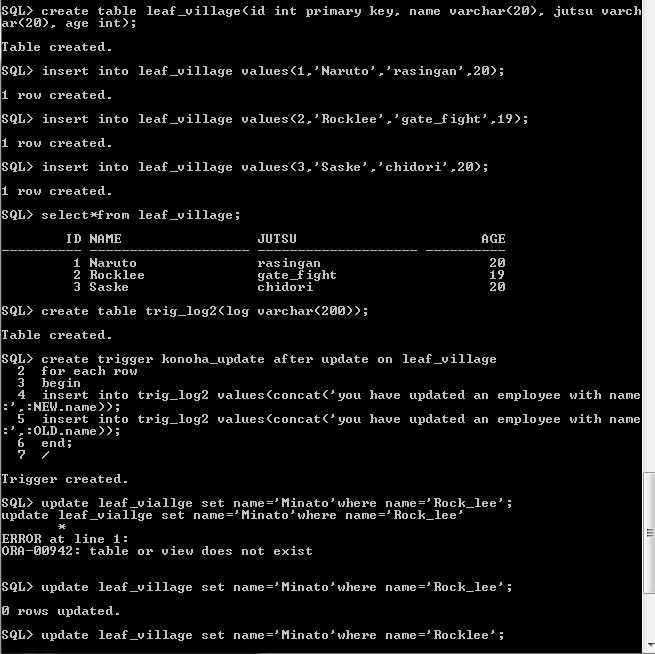 SQL> create table leaf_village(id int primary key, name varchar(20), jutsu varch
ar(20), age int);
Table created.
SQL> insert into leaf_village values(1,'Naruto','rasingan',20);
1 row created.
SQL> insert into leaf_village values(2,'Rocklee','gate_fight',19);
1 row created.
SQL> insert into leaf_village values(3,'Saske','chidori',20);
1 row created.
SQL> select*from leaf_village;
ID NAME JUTSU AGE
---------- -------------------- -------------------- ----------
1 Naruto rasingan 20
2 Rocklee gate_fight 19
3 Saske chidori 20
SQL> create table trig_log2(log varchar(200));
Table created.
SQL> create trigger konoha_update after update on leaf_village
2 for each row
3 begin
4 insert into trig_log2 values(concat('you have updated an employee with name
:',:NEW.name));
5 insert into trig_log2 values(concat('you have updated an employee with name
:',:OLD.name));
6 end;
7 /
Trigger created.
SQL> update leaf_viallge set name='Minato'where name='Rock_lee';
update leaf_viallge set name='Minato'where name='Rock_lee'
*
ERROR at line 1:
ORA-00942: table or view does not exist
SQL> update leaf_village set name='Minato'where name='Rock_lee';
0 rows updated.
SQL> update leaf_village set name='Minato'where name='Rocklee';